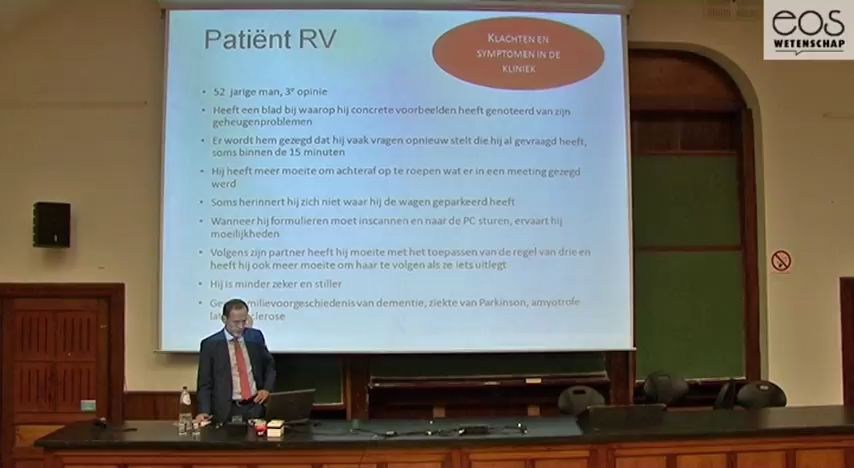 eos
WETENSCHAP
Patiënt RV
KLACHTEN EN
SYMPTOMEN IN DE
KLINIEK
• 52 jarige man, 3e opinie
• Heeft een blad bij waarop hij concrete voorbeelden heeft genoteerd van zijn
geheugenproblemen
• Er wordt hem gezegd dat hij vaak vragen opnieuw stelt die hij al gevraagd heeft,
soms binnen de 15 minuten
• Hij heeft meer moeite om achteraf op te roepen wat er in een meeting gezegd
werd
• Soms herinnert hij zich niet waar hij de wagen geparkeerd heeft
• Wanneer hij formulieren moet inscannen en naar de PC sturen, ervaart hij
moeilijkheden
• Volgens zijn partner heeft hij moeite met het toepassen van de regel van drie en
heeft hij ook meer moeite om haar te volgen als ze iets uitlegt
• Hij is minder zeker en stiller
• milievoorgeschiedenis van dementie, ziekte van Parkinson, amyotrofe
sclerose